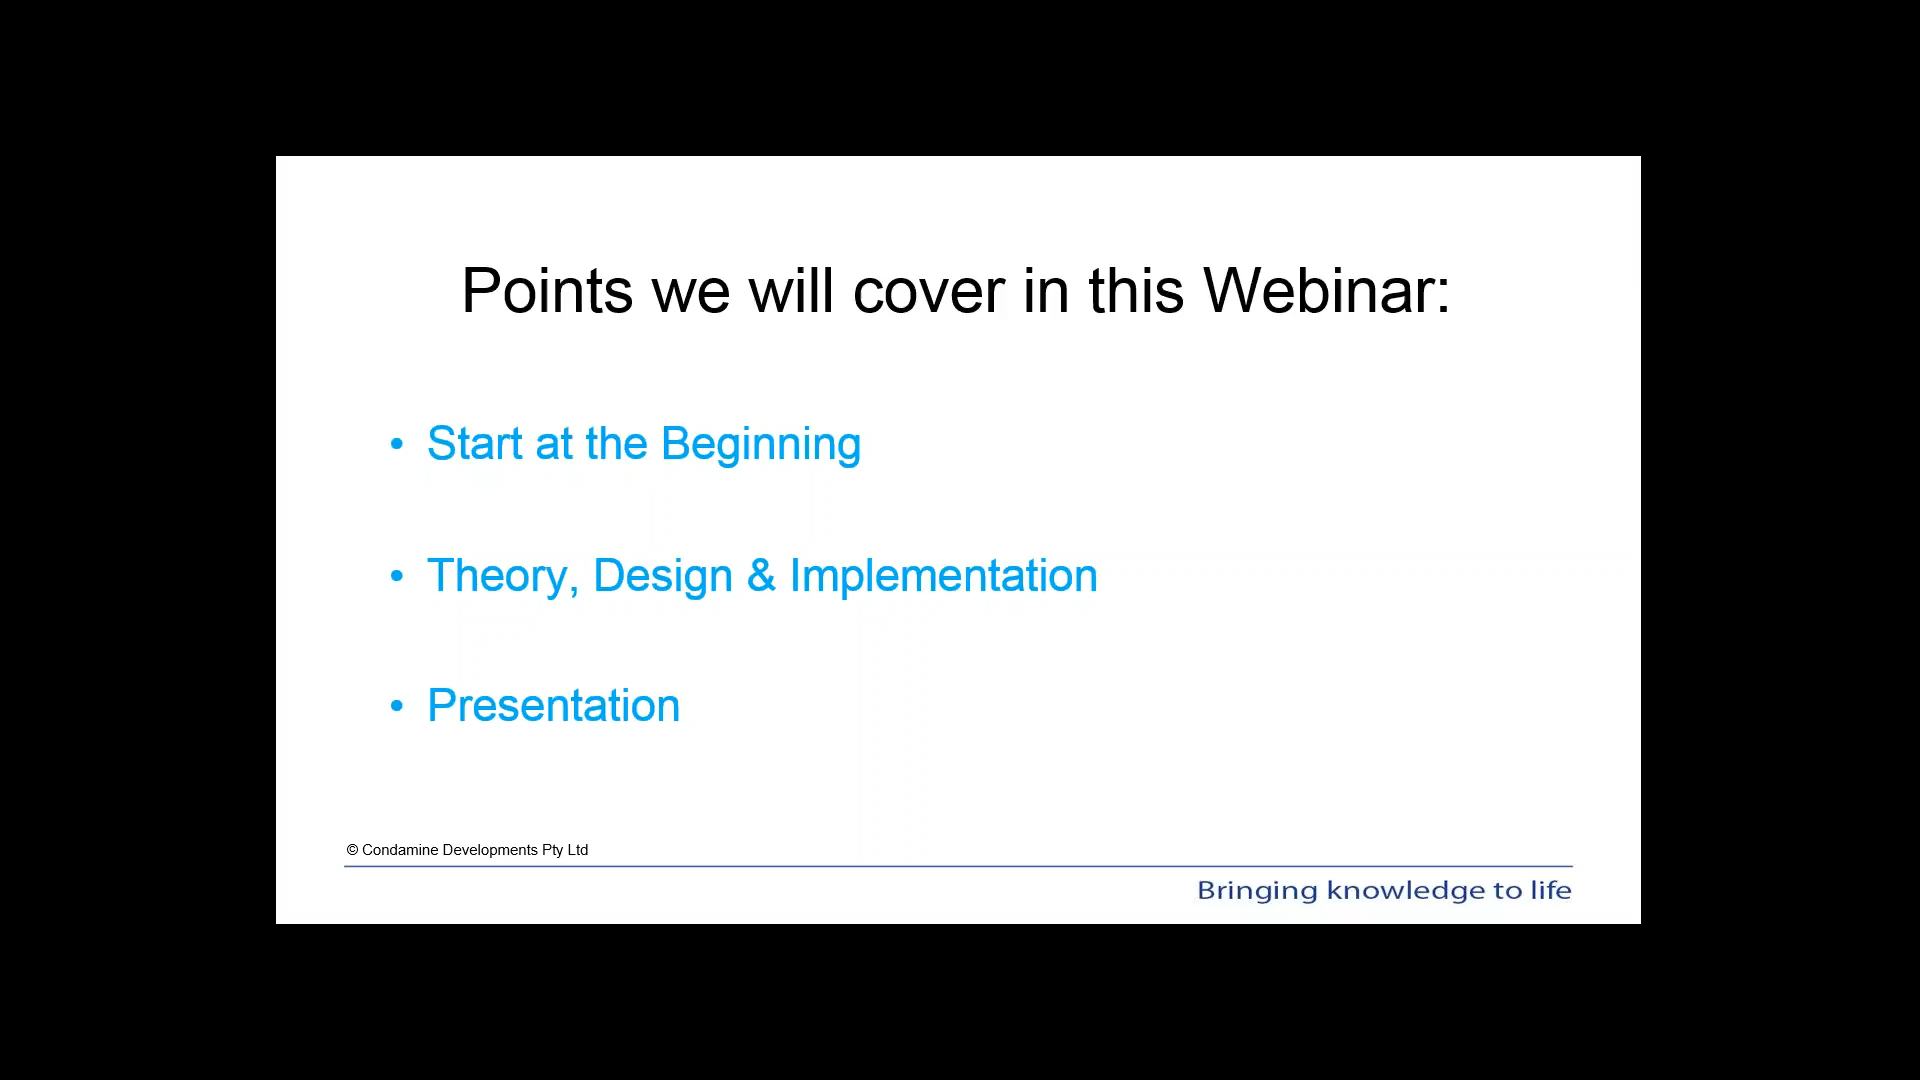 Points we will cover in this Webinar:
• Start at the Beginning
• Theory, Design & Implementation
• Presentation
© Condamine Developments Pty Ltd
Bringing knowledge to life